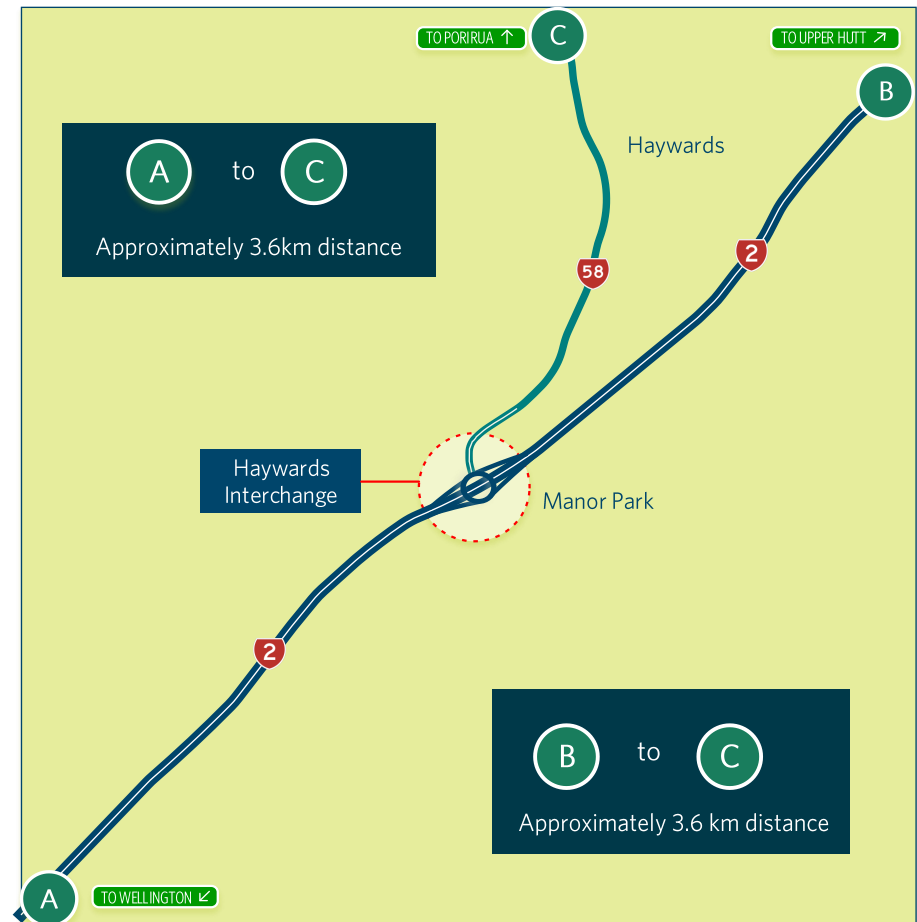 TO PORIRUA ↑
C
TO UPPER HUTT ↗
B
Haywards
A to C
Approximately 3.6km distance
2
58
Haywards
Interchange
Manor Park
2
B to C
Approximately 3.6 km distance
A
TO WELLINGTON ↙